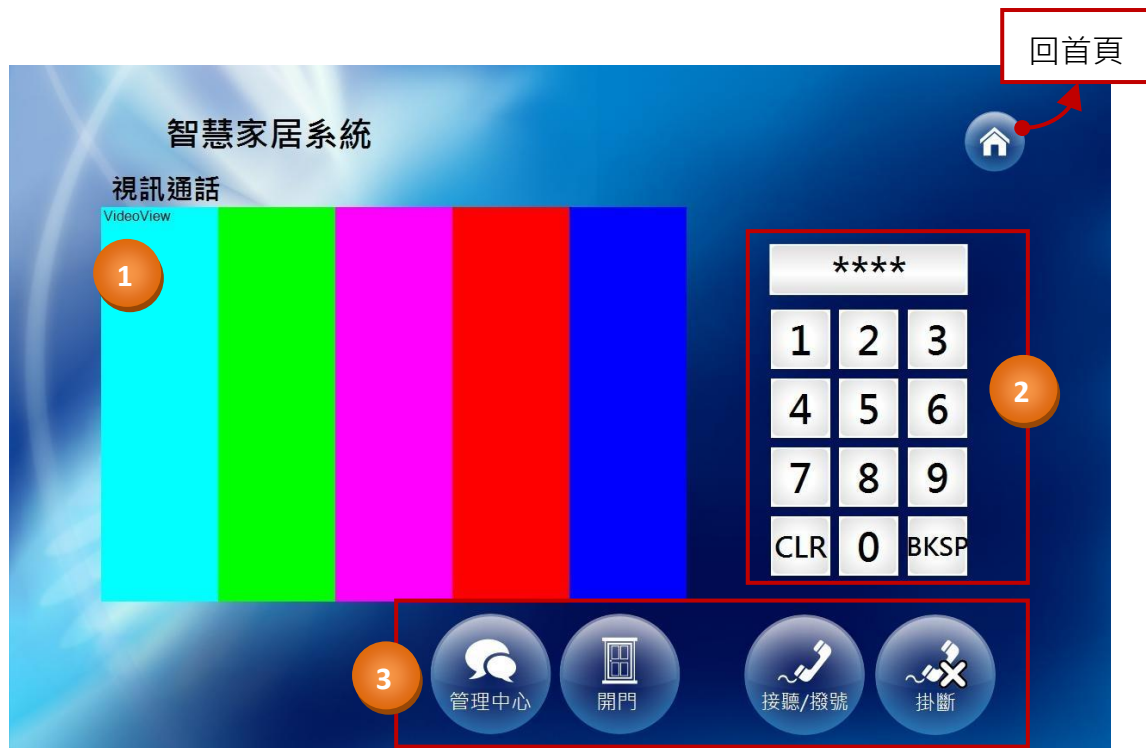 回首頁
智慧家居系統
視訊通話
VideoView
1
****
1 2 3
4 5 6
7 8 9
CLR 0 BKSP
2
3
管理中心 開門 接聽/撥號 掛斷